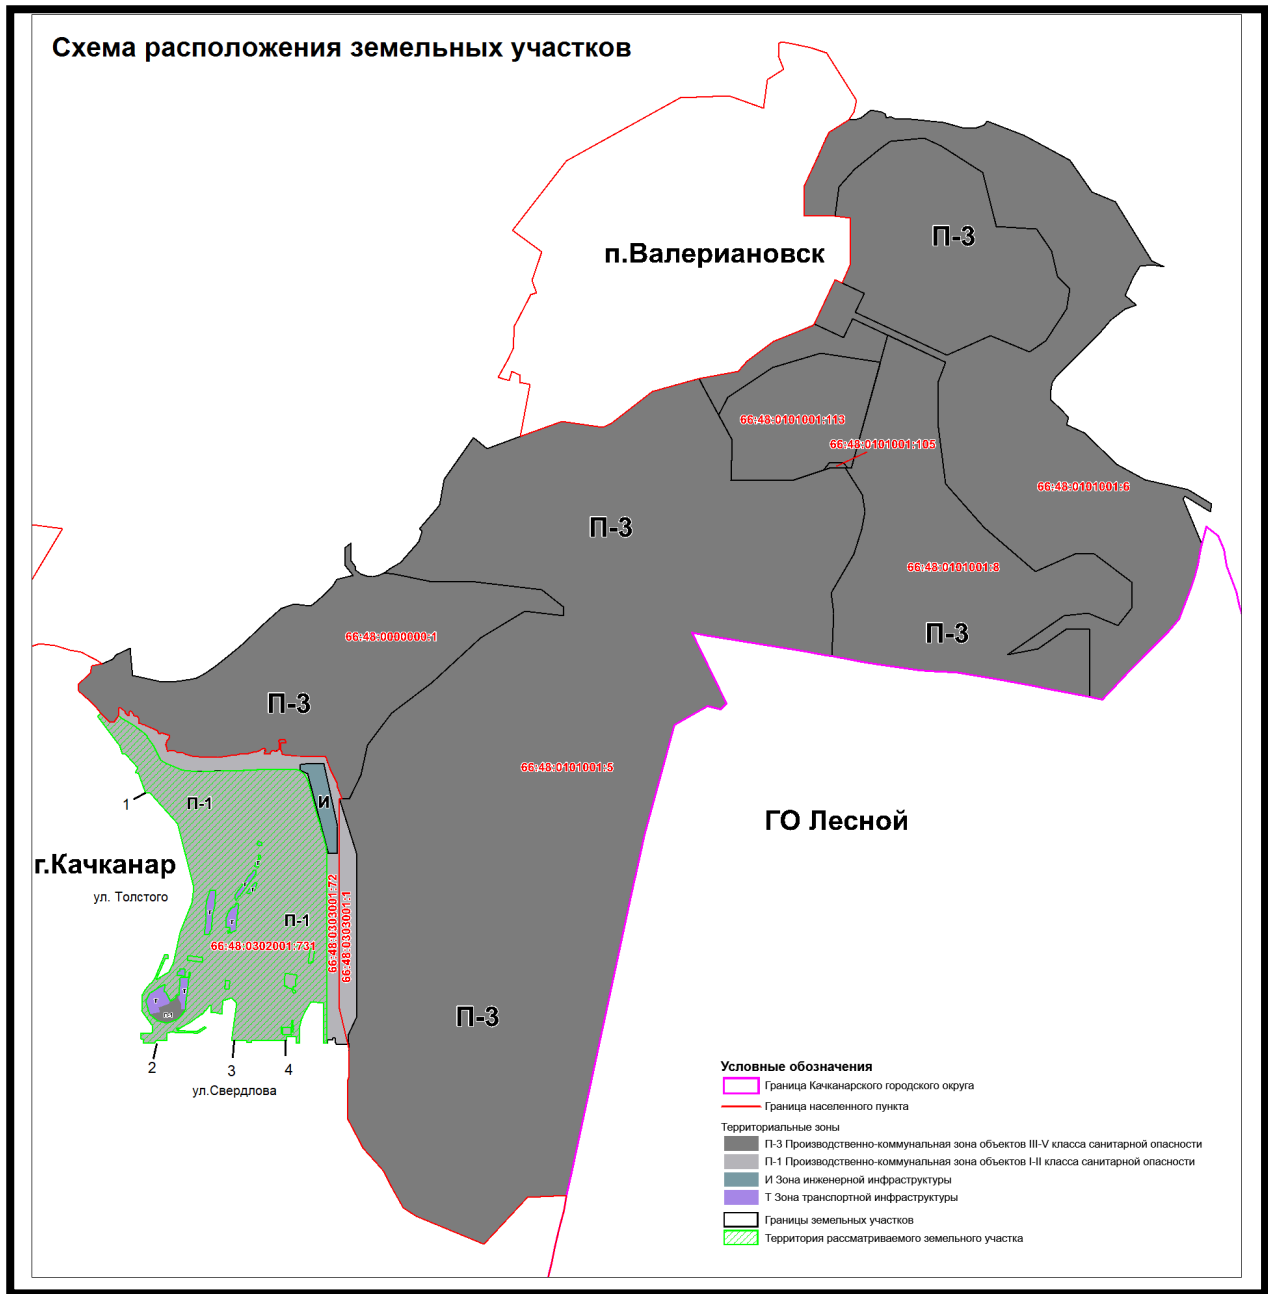 Схема расположения земельных участков
П-3
п.Валериановск
66:48:0101001:113
66:48:0101001:105
66:48:0101001:6
П-3
66:48:0101001:8
П-3
66:48:0000000:1
П-3
66:48:0101001:5
1
П-1
И
ГО Лесной
г.Качканар
Т
Т
Т
ул. Толстого
66:48:0303001:72
66:48:0303001:1
Т
Т
П-1
66:48:0302001:731
Т
Т
П-3
П-3
2
3
4
ул.Свердлова
Условные обозначения
Граница Качканарского городского округа
Граница населенного пункта
Территориальные зоны
П-3 Производственно-коммунальная зона объектов III-V класса санитарной опасности
П-1 Производственно-коммунальная зона объектов I-II класса санитарной опасности
И Зона инженерной инфраструктуры
Т Зона транспортной инфраструктуры
Границы земельных участков
Территория рассматриваемого земельного участка